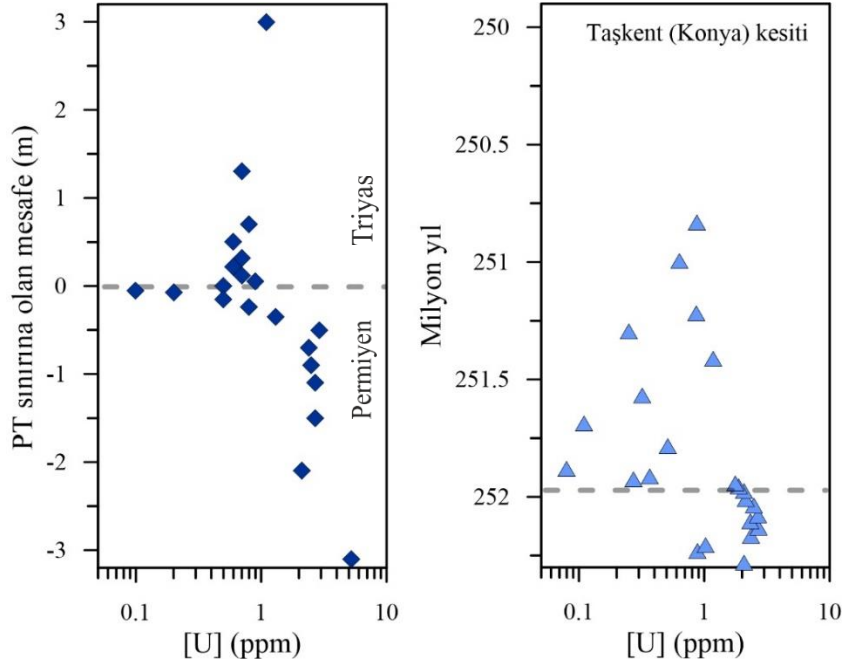 3
2
1
0
-1
-2
-3
PT sınırına olan mesafe (m)
Triyas
Permiyen
0.1
1
10
[U] (ppm)
Taşkent (Konya) kesiti
250
250.5
251
251.5
252
Milyon yıl
0.1
1
10
[U] (ppm)